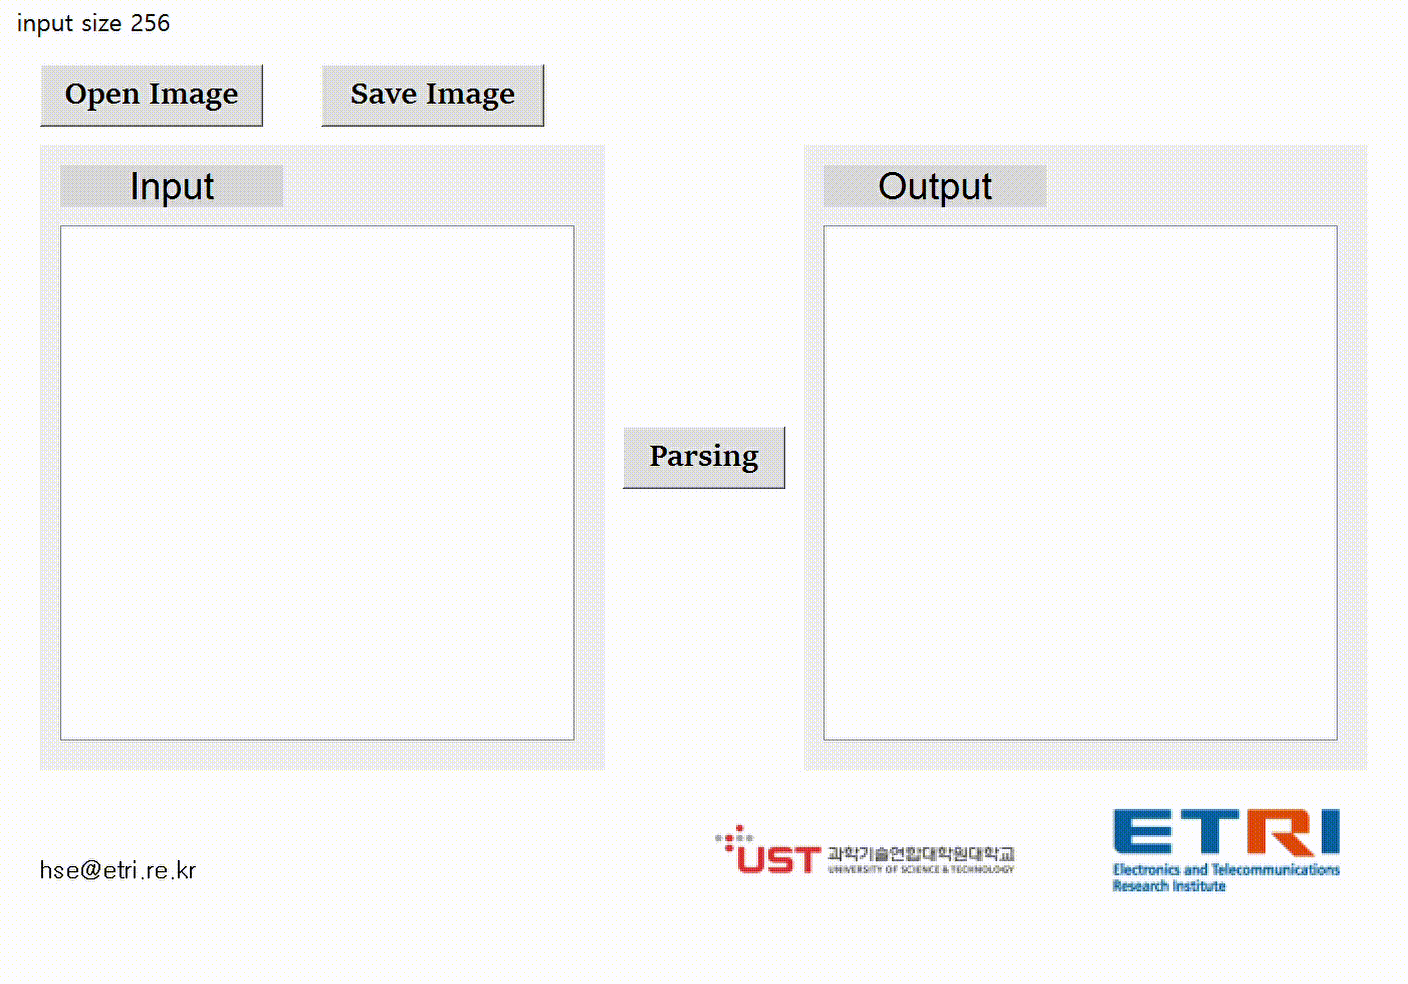 input size 256
Open Image
Save Image
Input
Output
Parsing
hse@etri.re.kr
UST 과학기술연합대학원대학교
UNIVERSITY OF SCIENCE & TECHNOLOGY
ETRI
Electronics and Telecommunications
Research Institute